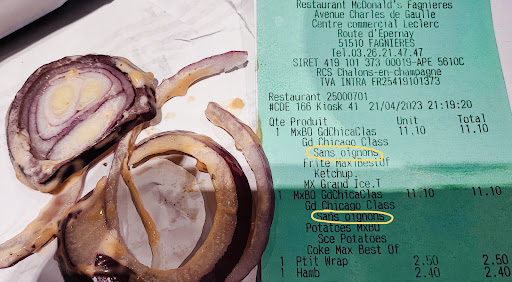 Restaurant McDonald's Fagnieres
Avenue Charles de Gaulle
Centre commercial Leclerc
Route d'Epernay
51510 FAGNIERES
Tel.03.26.21.47.47
SIRET 419 101 373 00019-APE 5610C
RCS Chalons-en-champagne
TVA INTRA FR25419101373
Restaurant 25000701
#CDE 166 Kiosk 41 21/04/2023 21:19:20
Qte Produit Unit Total
1 MxBO GdChicaClas 11.10 11.10
Gd Chicago Class
Sans oignons
Frite MaxiBestOf
Ketchup.
MX Grand Ice.T
1 MxBO GdChicaClas 11.10 11.10
Gd Chicago Class
Sans oignons
Potatoes MxBO
Sce Potatoes
Coke Max Best Of
1 Ptit Wrap 2.50 2.50
1 Hamb 2.40 2.40